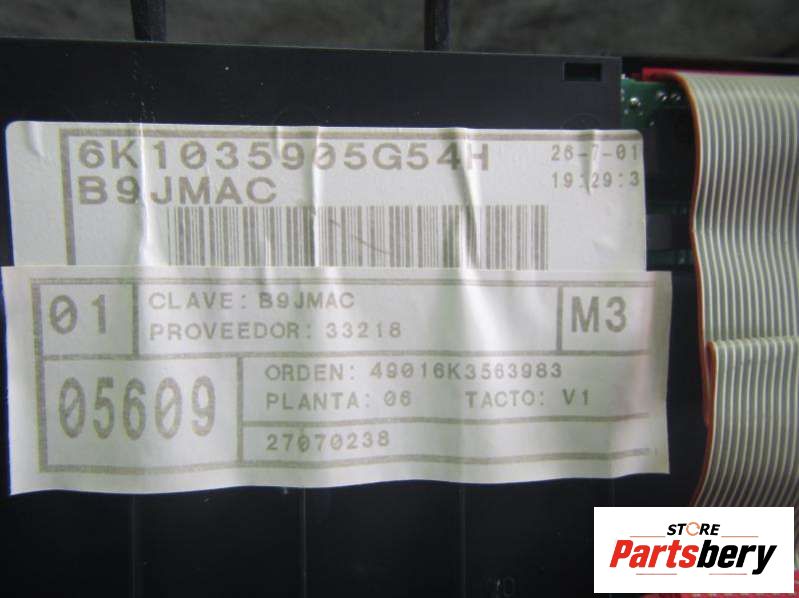 6K1035905G54H
26-7-01
B9JMAC
19:29:3
01
CLAVE: B9JMAC
PROVEEDOR: 33218
M3
05609
ORDEN: 49016K3563983
PLANTA: 06 TACTO: V1
27070238
STORE
Partsbery